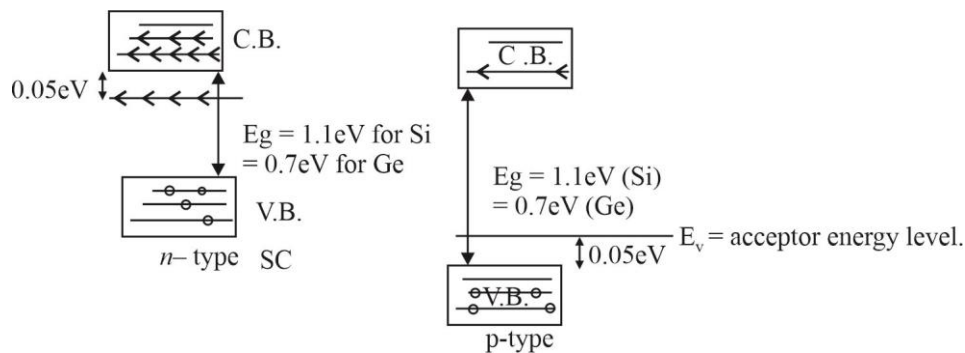 C.B.
0.05eV
Eg = 1.1eV for Si
= 0.7eV for Ge
V.B.
n– type SC
C .B.
Eg = 1.1eV (Si)
= 0.7eV (Ge)
Ev = acceptor energy level.
0.05eV
V.B.
p-type